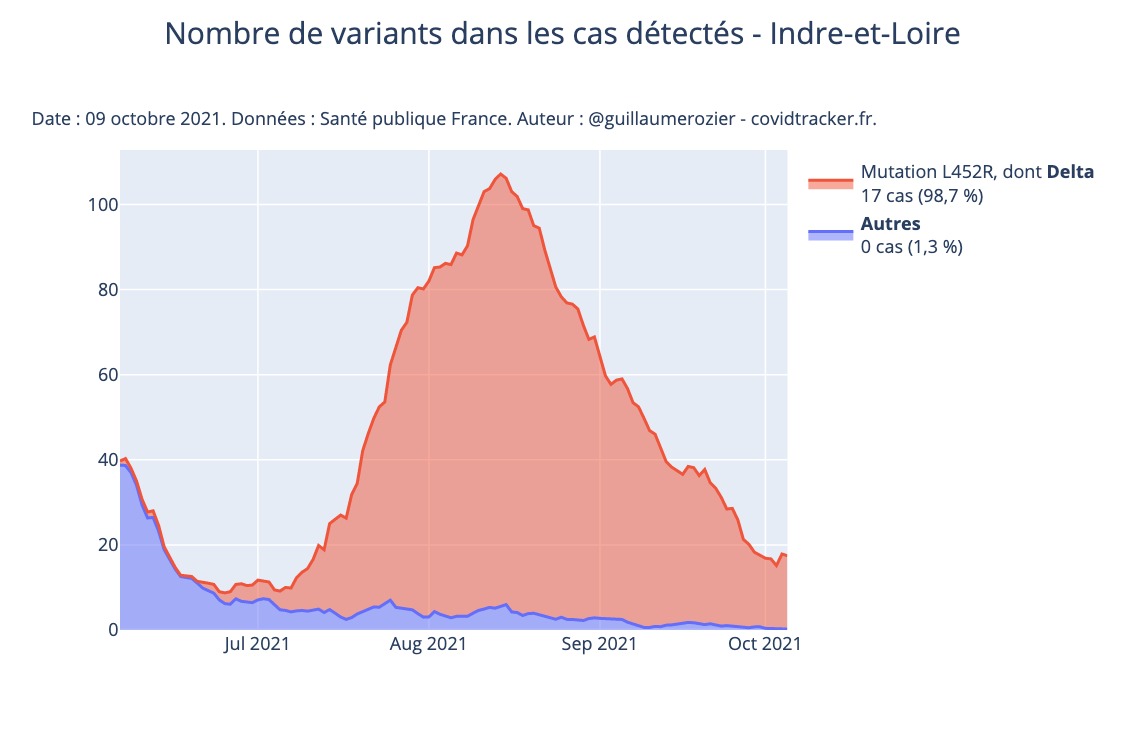 Nombre de variants dans les cas détectés - Indre-et-Loire
Date : 09 octobre 2021. Données : Santé publique France. Auteur : @guillaumerozier - covidtracker.fr.
Mutation L452R, dont Delta
17 cas (98,7 %)
Autres
0 cas (1,3 %)
100
80
60
40
20
0
Jul 2021
Aug 2021
Sep 2021
Oct 2021